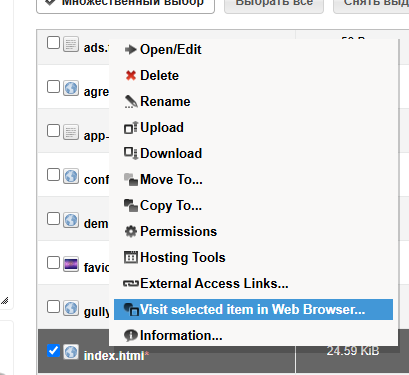 Множественный выбор
Выбрать все
Снять выд
ads.
Open/Edit
Delete
agre
Rename
Upload
app-
Download
Move To...
conf
Copy To...
dem
Permissions
Hosting Tools
favic
External Access Links...
gully
Visit selected item in Web Browser...
Information...
index.html*
24.59 KiB